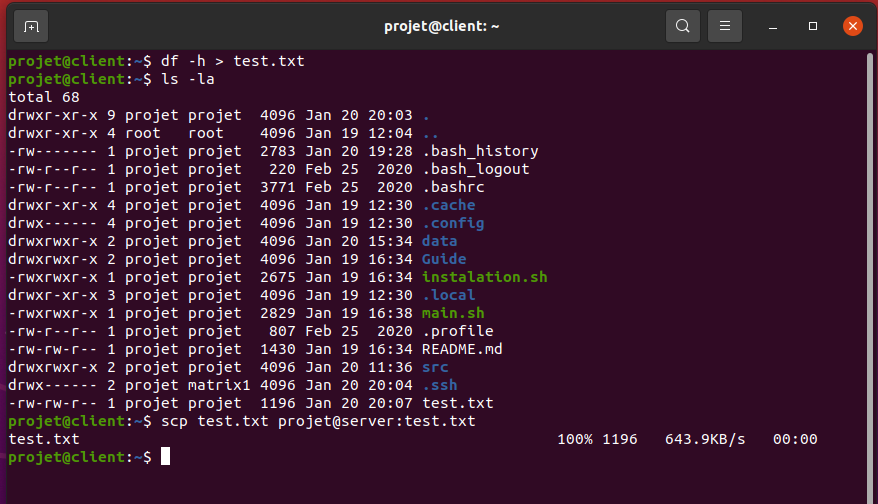 projet@client: ~
projet@client:~$ df -h > test.txt
projet@client:~$ ls -la
total 68
drwxr-xr-x 9 projet projet  4096 Jan 20 20:03 .
drwxr-xr-x 4 root   root    4096 Jan 19 12:04 ..
-rw------- 1 projet projet  2783 Jan 20 19:28 .bash_history
-rw-r--r-- 1 projet projet   220 Feb 25  2020 .bash_logout
-rw-r--r-- 1 projet projet  3771 Feb 25  2020 .bashrc
drwxr-xr-x 4 projet projet  4096 Jan 19 12:30 .cache
drwx------ 4 projet projet  4096 Jan 19 12:30 .config
drwxrwxr-x 2 projet projet  4096 Jan 20 15:34 data
drwxrwxr-x 2 projet projet  4096 Jan 19 16:34 Guide
-rwxrwxr-x 1 projet projet  2675 Jan 19 16:34 instalation.sh
drwxr-xr-x 3 projet projet  4096 Jan 19 12:30 .local
-rwxrwxr-x 1 projet projet  2829 Jan 19 16:38 main.sh
-rw-r--r-- 1 projet projet   807 Feb 25  2020 .profile
-rw-rw-r-- 1 projet projet  1430 Jan 19 16:34 README.md
drwxrwxr-x 2 projet projet  4096 Jan 20 11:36 src
drwx------ 2 projet matrix1 4096 Jan 20 20:04 .ssh
-rw-rw-r-- 1 projet projet  1196 Jan 20 20:07 test.txt
projet@client:~$ scp test.txt projet@server:test.txt
test.txt                                                     100% 1196   643.9KB/s   00:00
projet@client:~$